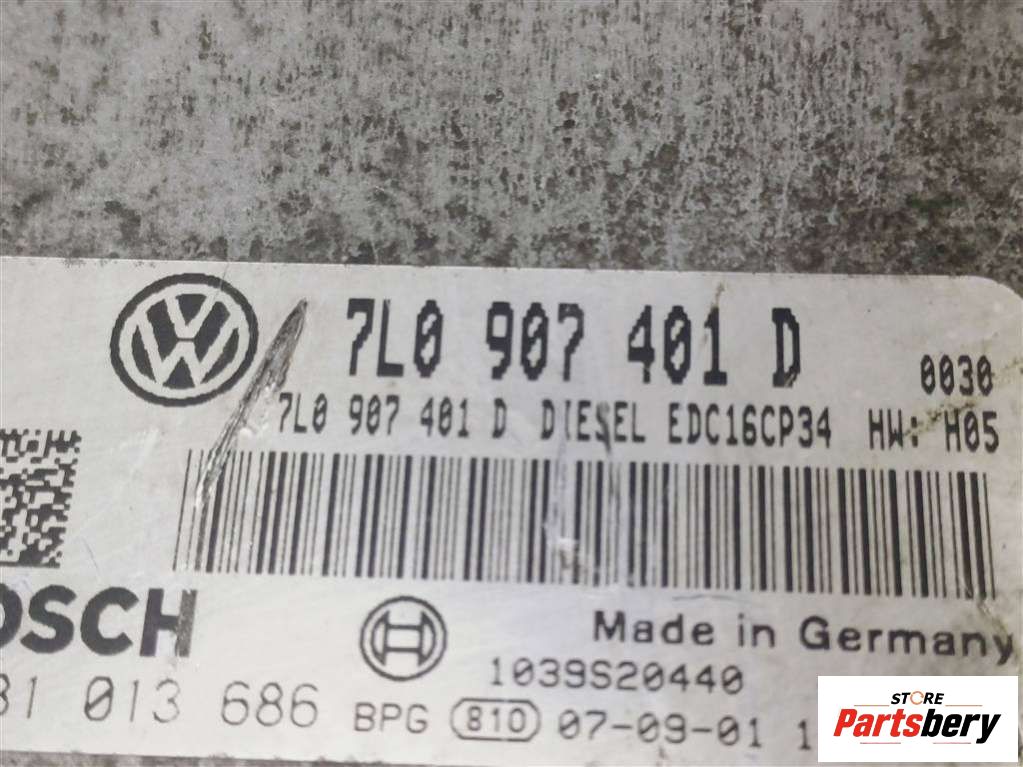 7L0 907 401 D 0030
7L0 907 401 D DIESEL EDC16CP34 HW: H05
OSCH
Made in Germany
1039S20440
81 013 686 BPG 810 07-09-01 1
STORE
Partsbery